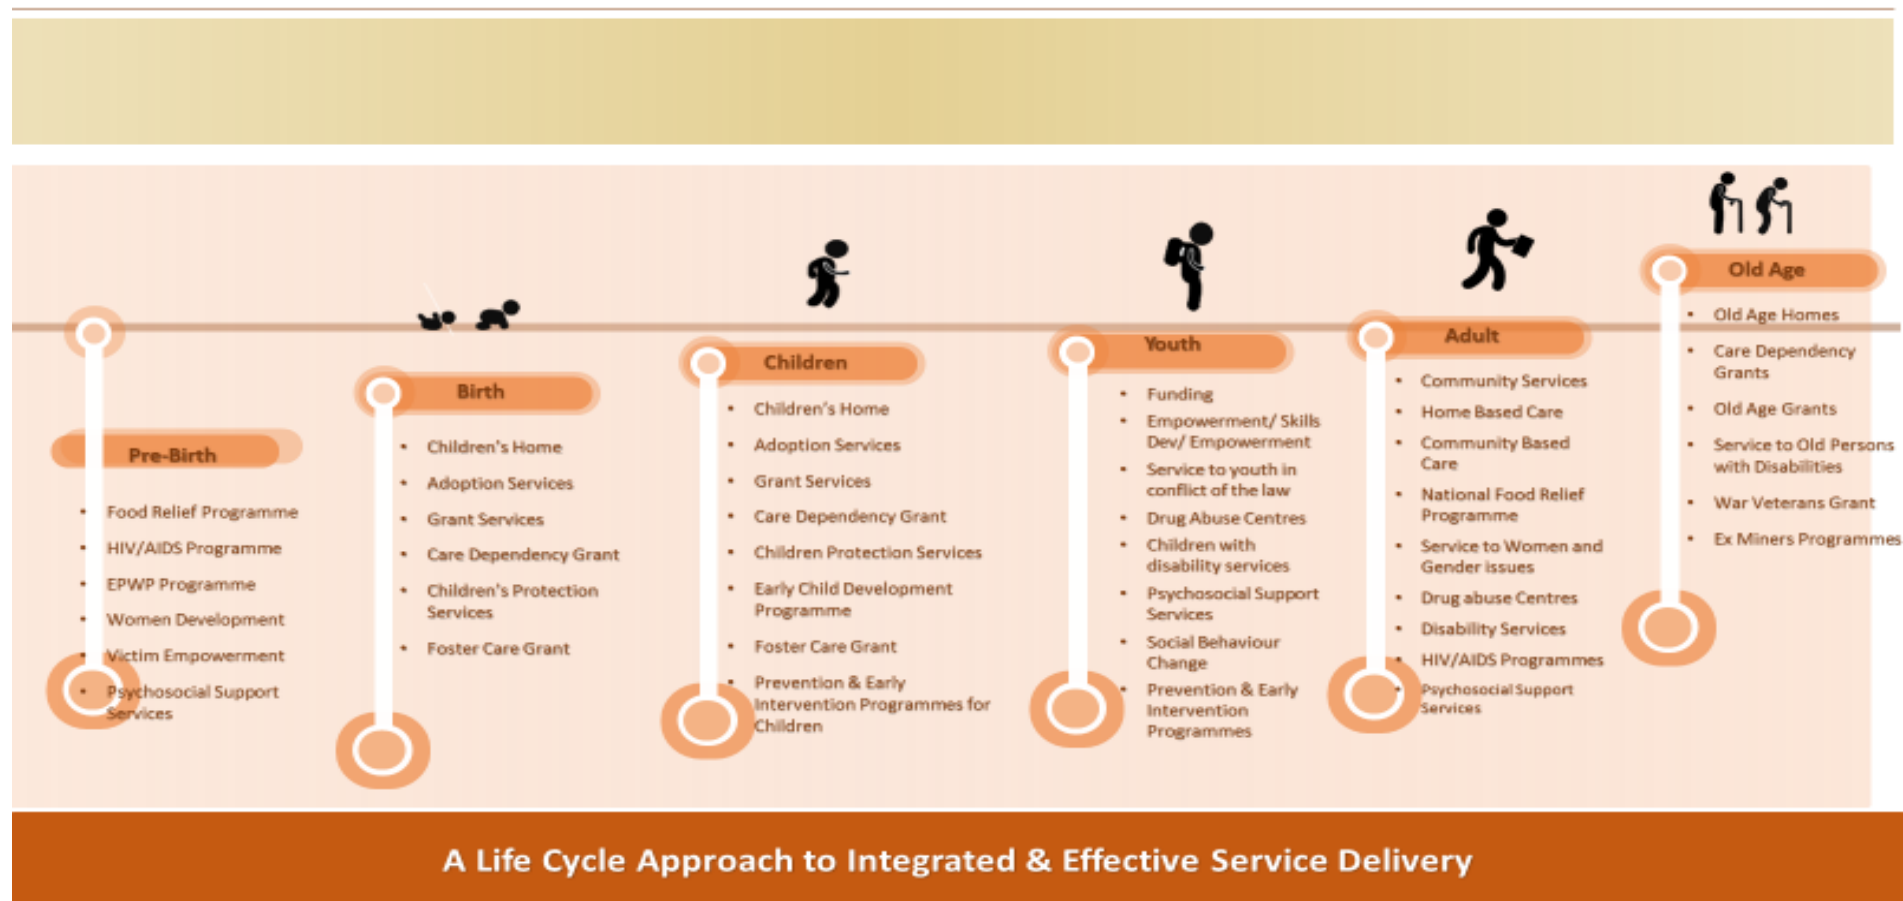 Pre-Birth
• Food Relief Programme
• HIV/AIDS Programme
• EPWP Programme
• Women Development
• Victim Empowerment
• Psychosocial Support
Services
Birth
• Children's Home
• Adoption Services
• Grant Services
• Care Dependency Grant
• Children's Protection
Services
• Foster Care Grant
Children
• Children's Home
• Adoption Services
• Grant Services
• Care Dependency Grant
• Children Protection Services
• Early Child Development
Programme
• Foster Care Grant
• Prevention & Early
Intervention Programmes for
Children
Youth
• Funding
• Empowerment/ Skills
Dev/ Empowerment
• Service to youth in
conflict of the law
• Drug Abuse Centres
• Children with
disability services
• Psychosocial Support
Services
• Social Behaviour
Change
• Prevention & Early
Intervention
Programmes
Adult
• Community Services
• Home Based Care
• Community Based
Care
• National Food Relief
Programme
• Service to Women and
Gender issues
• Drug abuse Centres
• Disability Services
• HIV/AIDS Programmes
• Psychosocial Support
Services
Old Age
• Old Age Homes
• Care Dependency
Grants
• Old Age Grants
• Service to Old Persons
with Disabilities
• War Veterans Grant
• Ex Miners Programmes
A Life Cycle Approach to Integrated & Effective Service Delivery